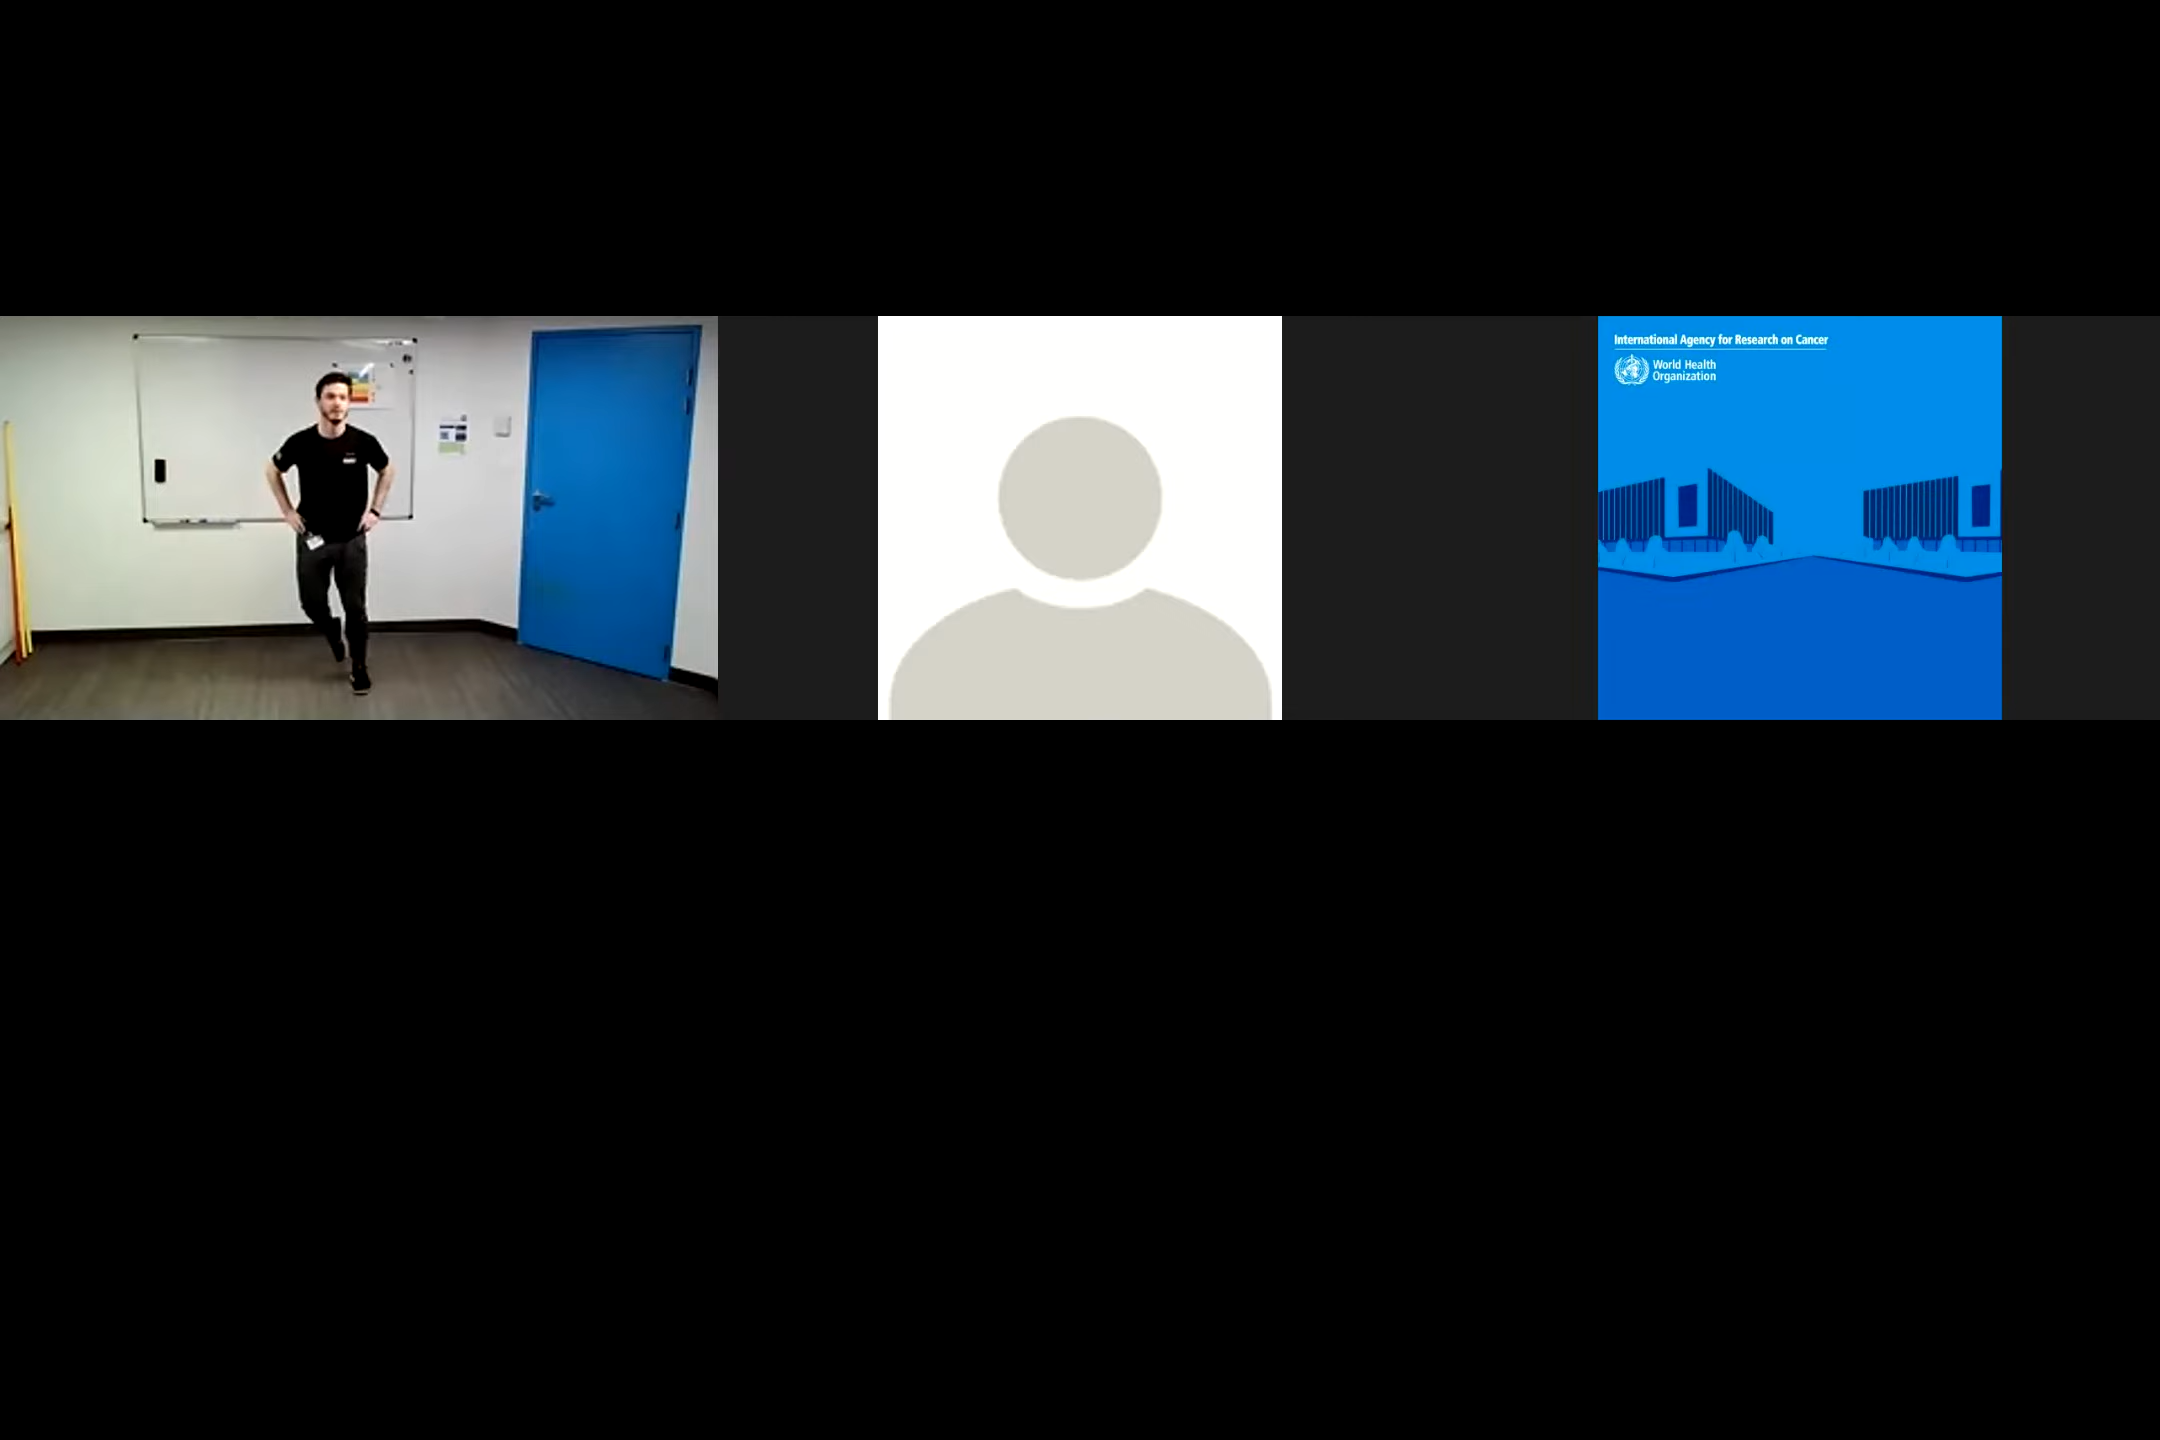 International Agency for Research on Cancer
World Health
Organization